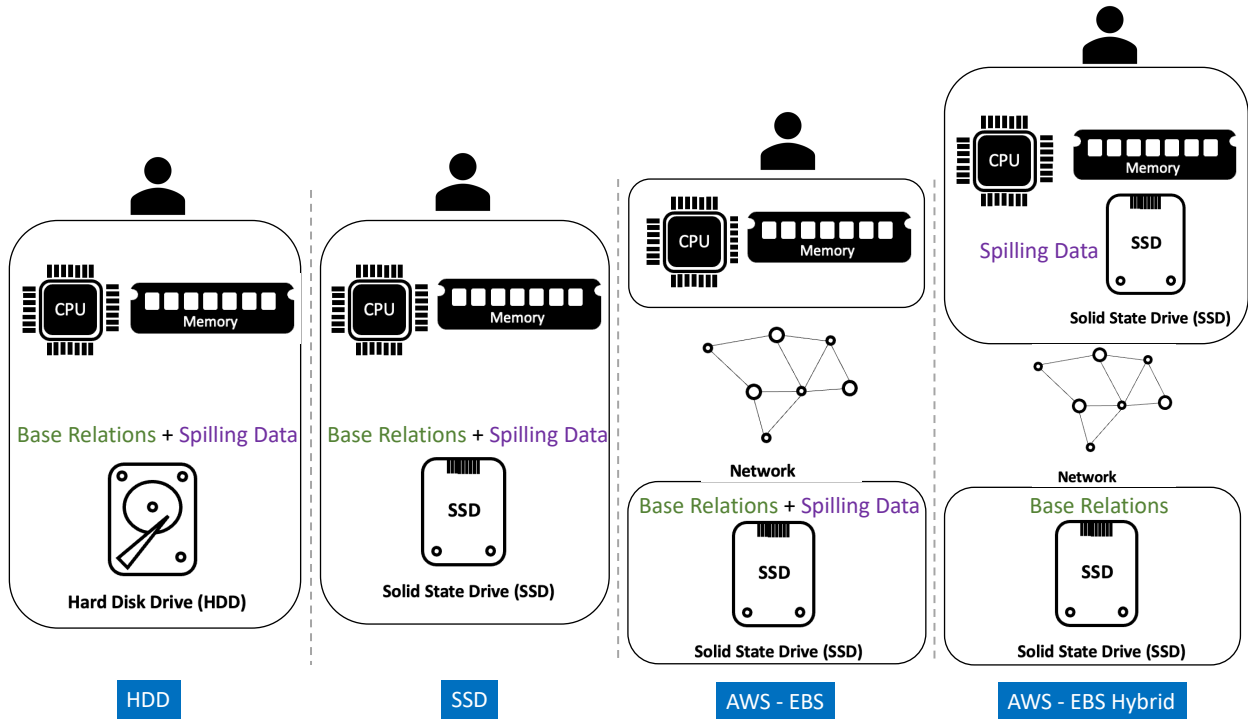 CPU
Memory
Base Relations + Spilling Data
Hard Disk Drive (HDD)
HDD
CPU
Memory
Base Relations + Spilling Data
SSD
Solid State Drive (SSD)
SSD
CPU
Memory
Network
Base Relations + Spilling Data
SSD
Solid State Drive (SSD)
AWS - EBS
CPU
Memory
Spilling Data
SSD
Solid State Drive (SSD)
Network
Base Relations
SSD
Solid State Drive (SSD)
AWS - EBS Hybrid